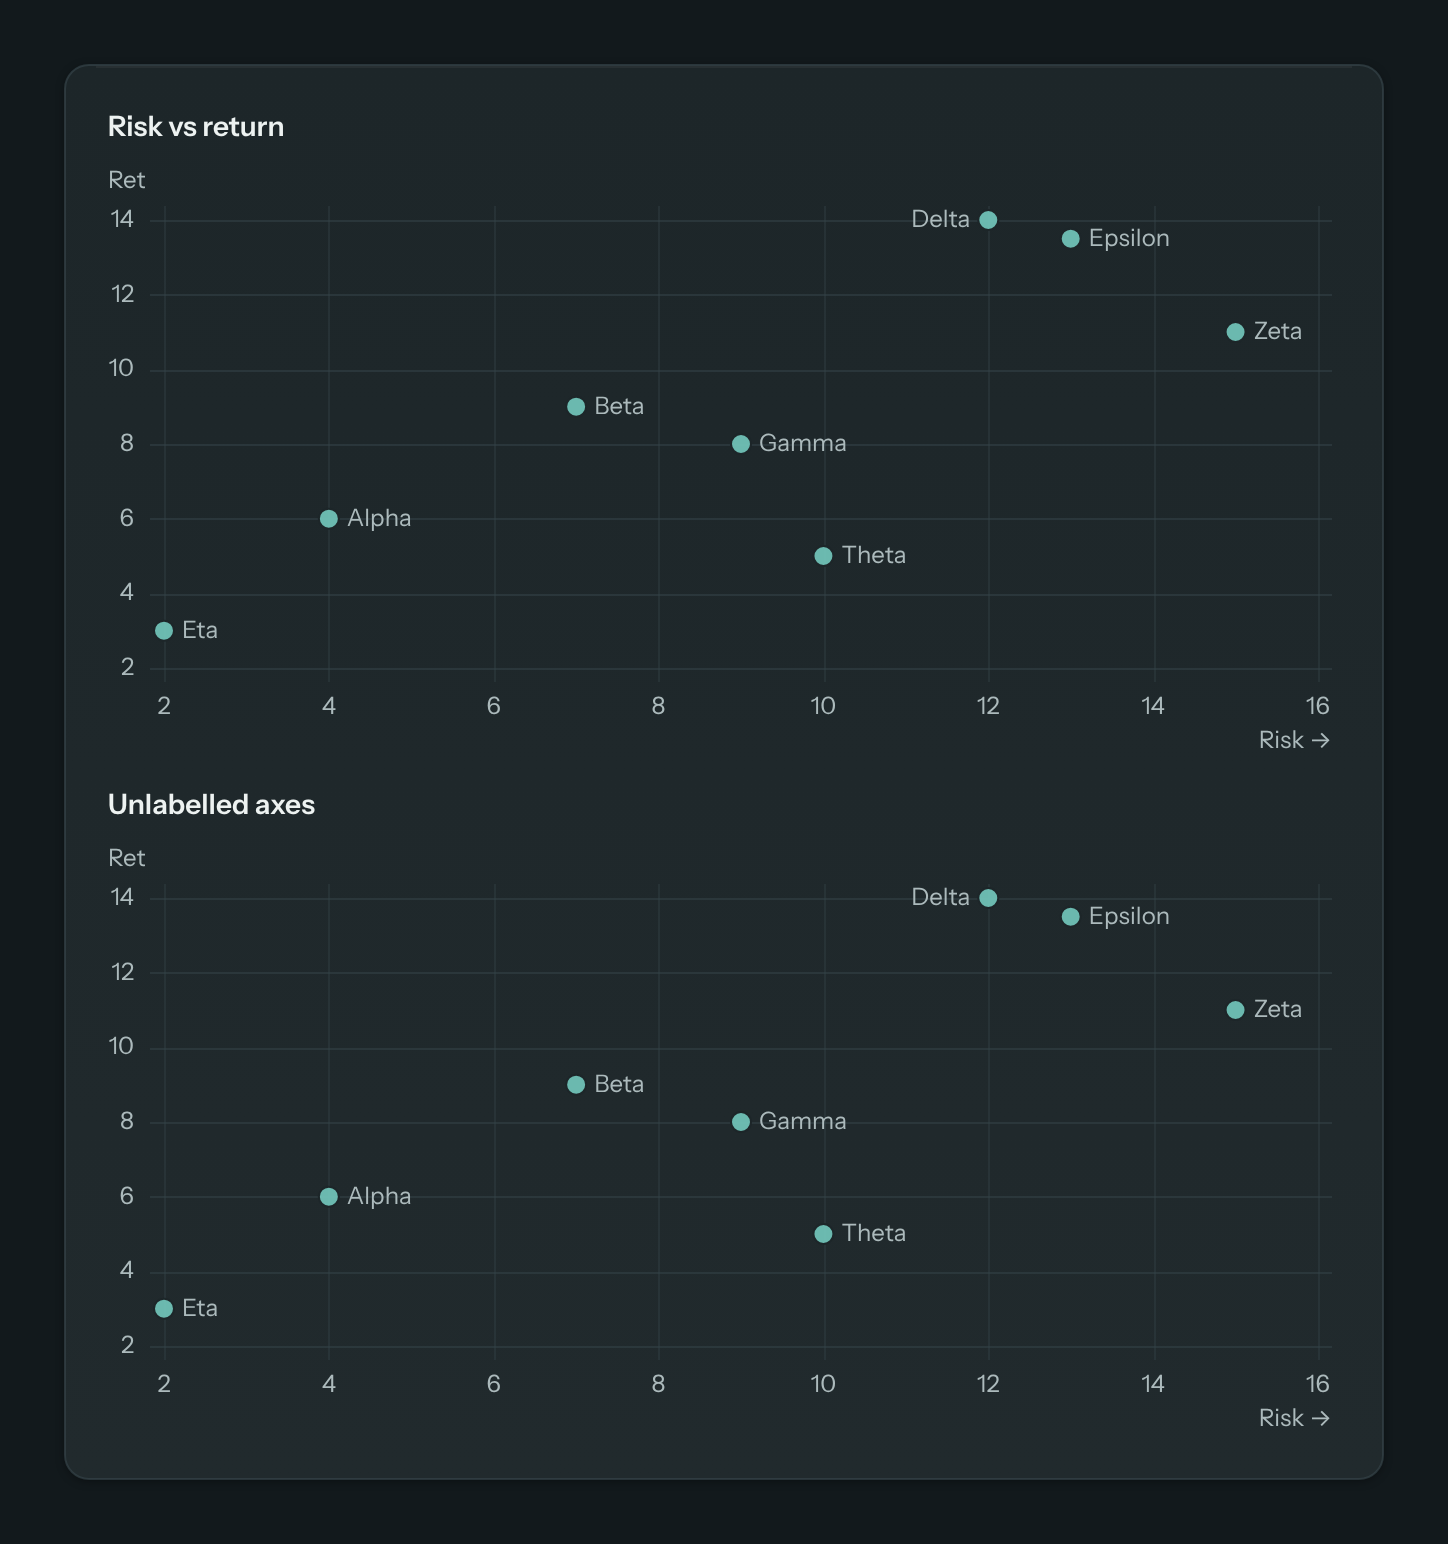 Risk vs return
Ret
14
Delta
Epsilon
12
Zeta
10
Beta
8
Gamma
6
Alpha
Theta
4
Eta
2
2 4 6 8 10 12 14 16
Risk →
Unlabelled axes
Ret
14
Delta
Epsilon
12
Zeta
10
Beta
8
Gamma
6
Alpha
Theta
4
Eta
2
2 4 6 8 10 12 14 16
Risk →